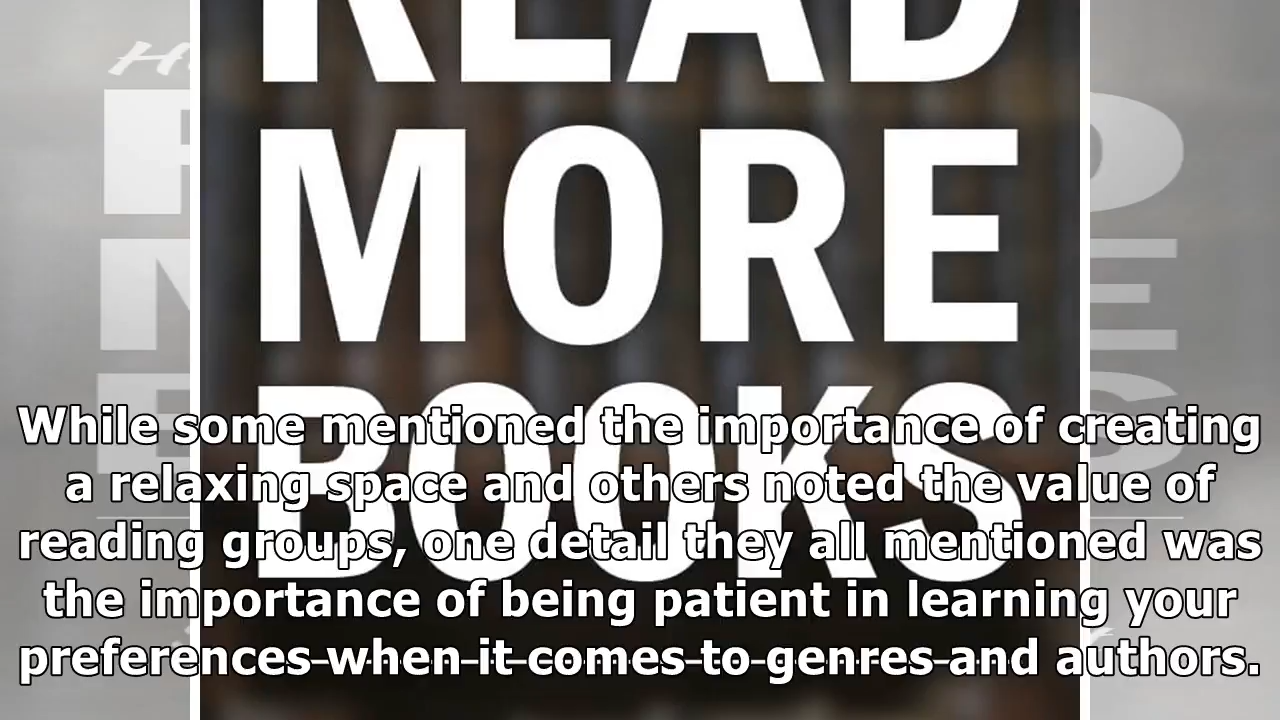 READ
MORE
BOOKS
While some mentioned the importance of creating
a relaxing space and others noted the value of
reading groups, one detail they all mentioned was
the importance of being patient in learning your
preferences when it comes to genres and authors.